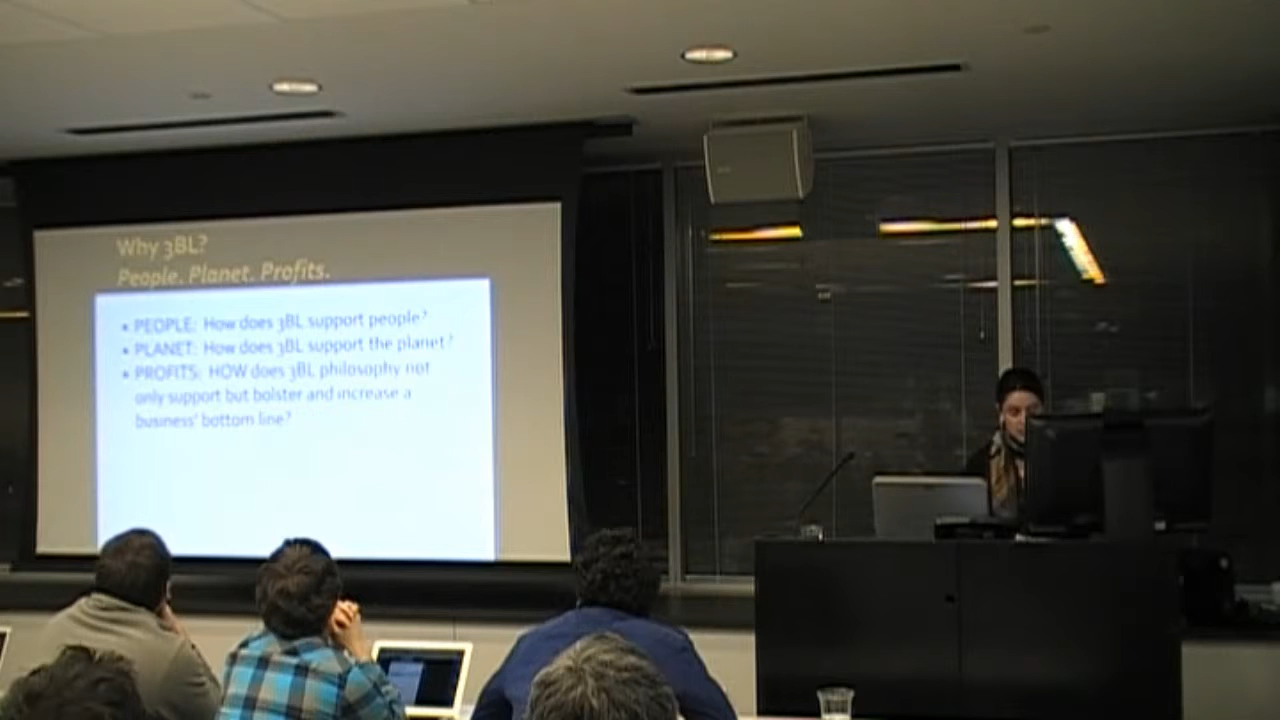 Why 3BL?
People. Planet. Profits.
• PEOPLE: How does 3BL support people?
• PLANET: How does 3BL support the planet?
• PROFITS: HOW does 3BL philosophy not
only support but bolster and increase a
business' bottom line?